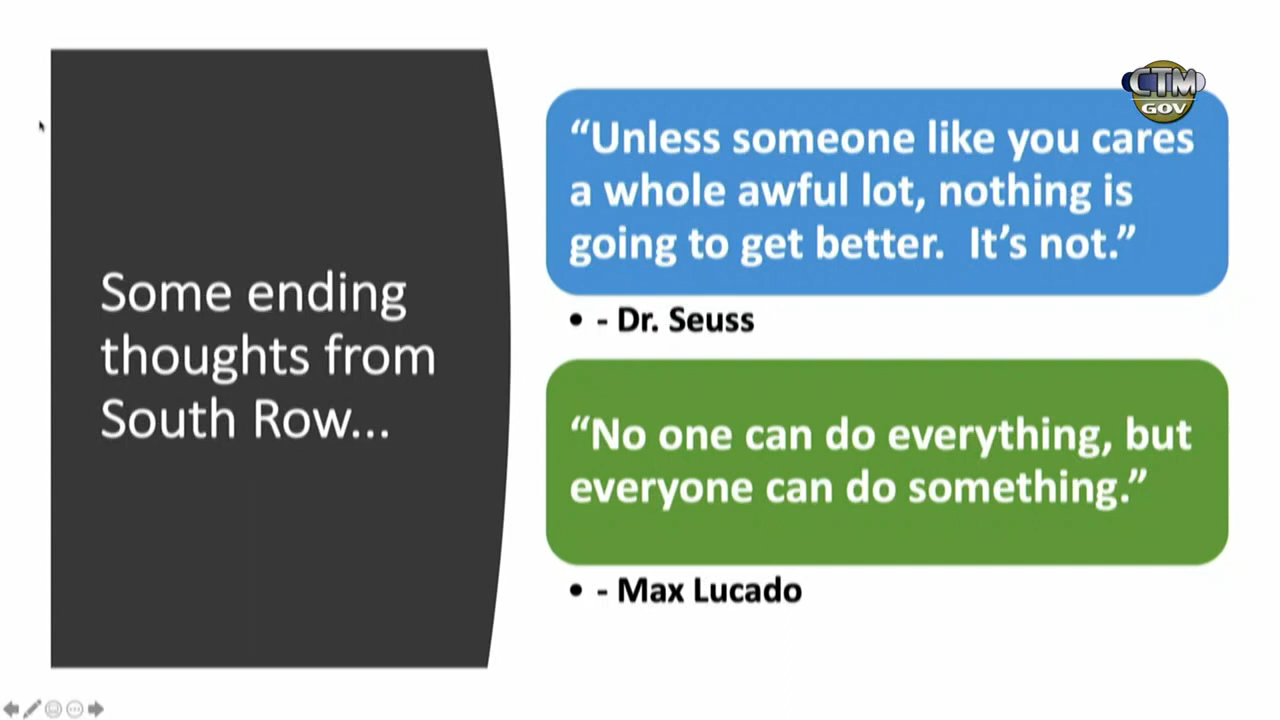 CTM
GOV
Some ending
thoughts from
South Row...
“Unless someone like you cares
a whole awful lot, nothing is
going to get better.  It’s not.”
• - Dr. Seuss
“No one can do everything, but
everyone can do something.”
• - Max Lucado